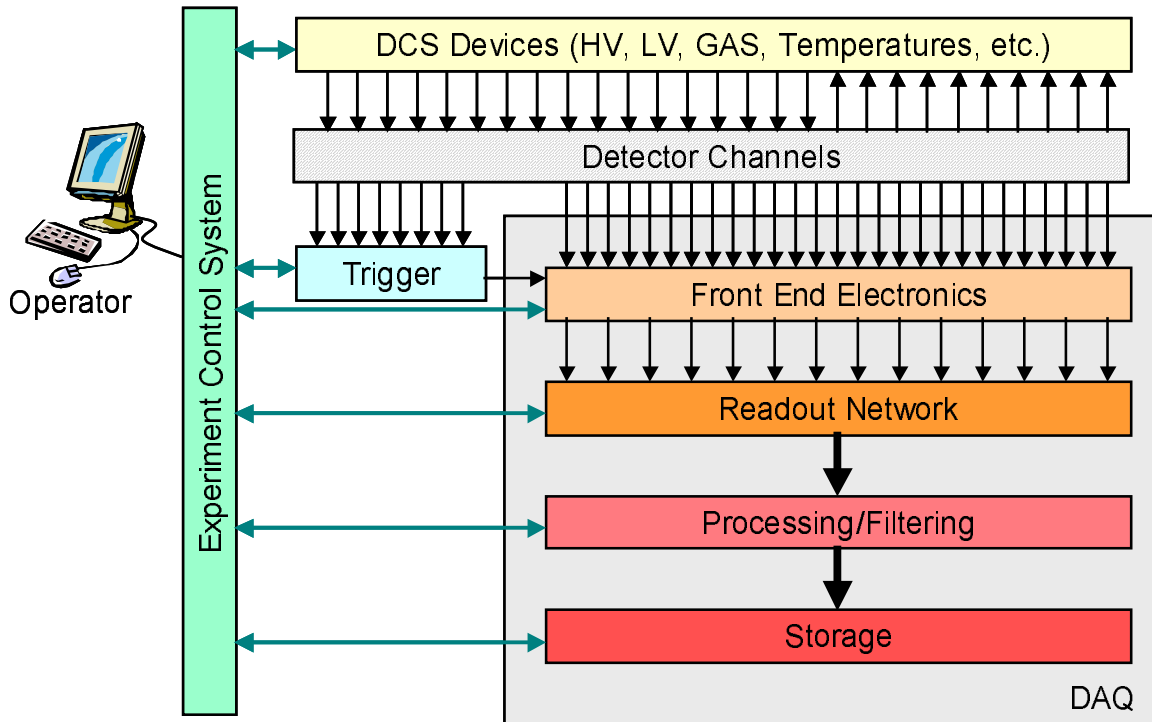 DCS Devices (HV, LV, GAS, Temperatures, etc.)
Detector Channels
Operator
Experiment Control System
Trigger
Front End Electronics
Readout Network
Processing/Filtering
Storage
DAQ